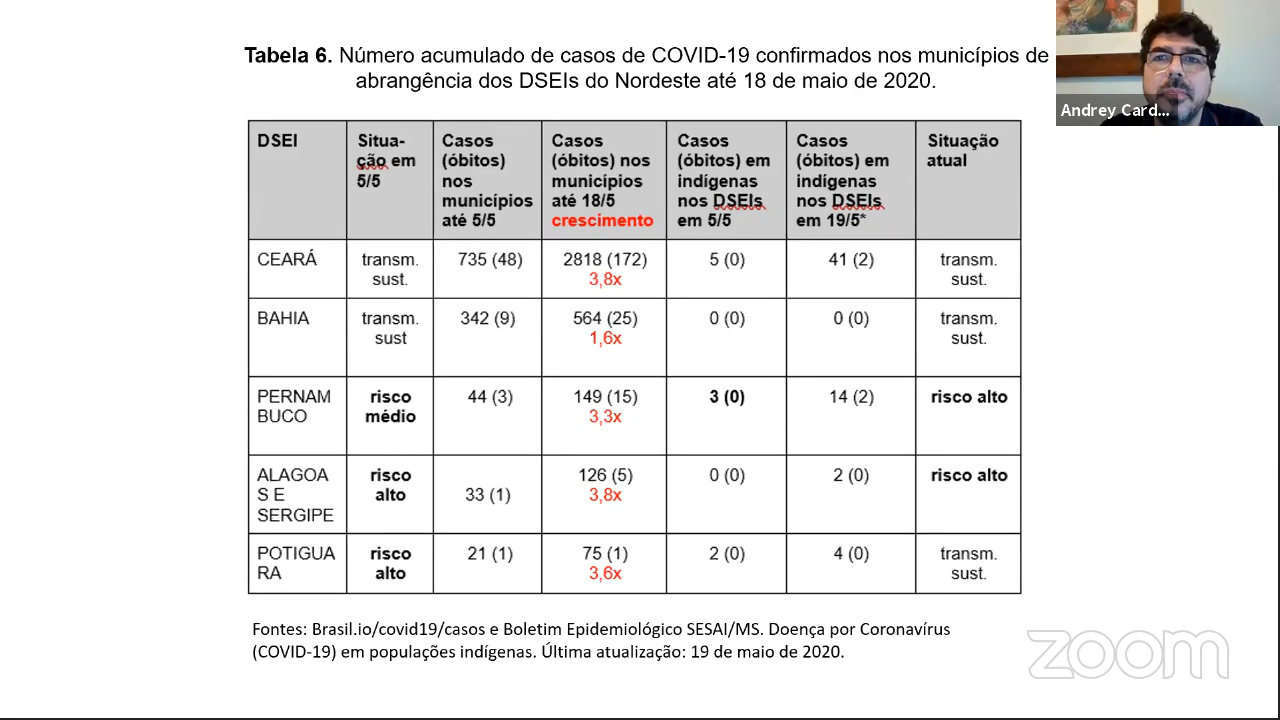 Tabela 6. Número acumulado de casos de COVID-19 confirmados nos municípios de
abrangência dos DSEIs do Nordeste até 18 de maio de 2020.
Andrey Card...
DSEI
Situa-
ção em
5/5
Casos
(óbitos)
nos
municípios
até 5/5
Casos
(óbitos) nos
municípios
até 18/5
crescimento
Casos
(óbitos) em
indígenas
nos DSEIs
em 5/5
Casos
(óbitos) em
indígenas
nos DSEIs
em 19/5*
Situação
atual
CEARÁ
transm.
sust.
735 (48)
2818 (172)
3,8x
5 (0)
41 (2)
transm.
sust.
BAHIA
transm.
sust
342 (9)
564 (25)
1,6x
0 (0)
0 (0)
transm.
sust.
PERNAM
BUCO
risco
médio
44 (3)
149 (15)
3,3x
3 (0)
14 (2)
risco alto
ALAGOA
S E
SERGIPE
risco
alto
33 (1)
126 (5)
3,8x
0 (0)
2 (0)
risco alto
POTIGUA
RA
risco
alto
21 (1)
75 (1)
3,6x
2 (0)
4 (0)
transm.
sust.
Fontes: Brasil.io/covid19/casos e Boletim Epidemiológico SESAI/MS. Doença por Coronavírus
(COVID-19) em populações indígenas. Última atualização: 19 de maio de 2020.
zoom